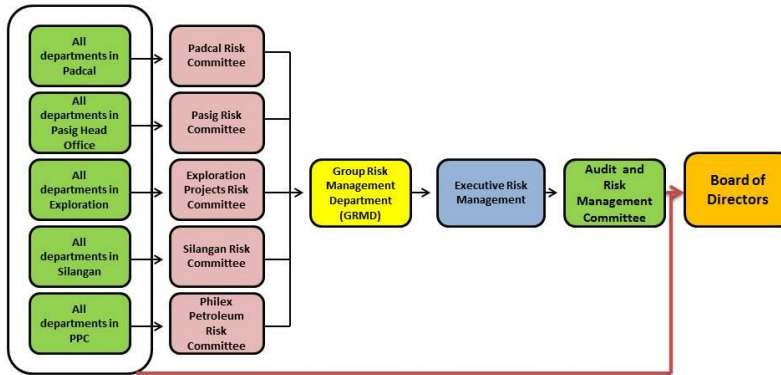 All
departments in
Padcal
Padcal Risk
Committee
All
departments in
Pasig Head
Office
Pasig Risk
Committee
All
departments in
Exploration
Exploration
Projects Risk
Committee
Group Risk
Management
Department
(GRMD)
Executive Risk
Management
Audit and
Risk
Management
Committee
Board of
Directors
All
departments in
Silangan
Silangan Risk
Committee
All
departments in
PPC
Philex
Petroleum
Risk
Committee